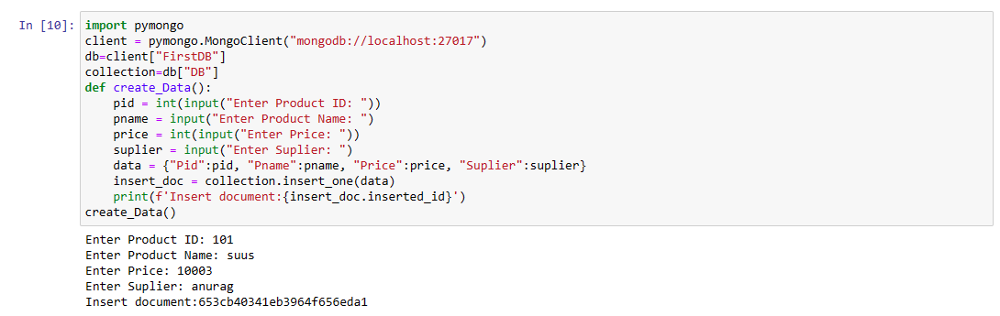 In [10]: import pymongo
client = pymongo.MongoClient("mongodb://localhost:27017")
db=client["FirstDB"]
collection=db["DB"]
def create_Data():
    pid = int(input("Enter Product ID: "))
    pname = input("Enter Product Name: ")
    price = int(input("Enter Price: "))
    suplier = input("Enter Suplier: ")
    data = {"Pid":pid, "Pname":pname, "Price":price, "Suplier":suplier}
    insert_doc = collection.insert_one(data)
    print(f'Insert document:{insert_doc.inserted_id}')
create_Data()
Enter Product ID: 101
Enter Product Name: suus
Enter Price: 10003
Enter Suplier: anurag
Insert document:653cb40341eb3964f656eda1